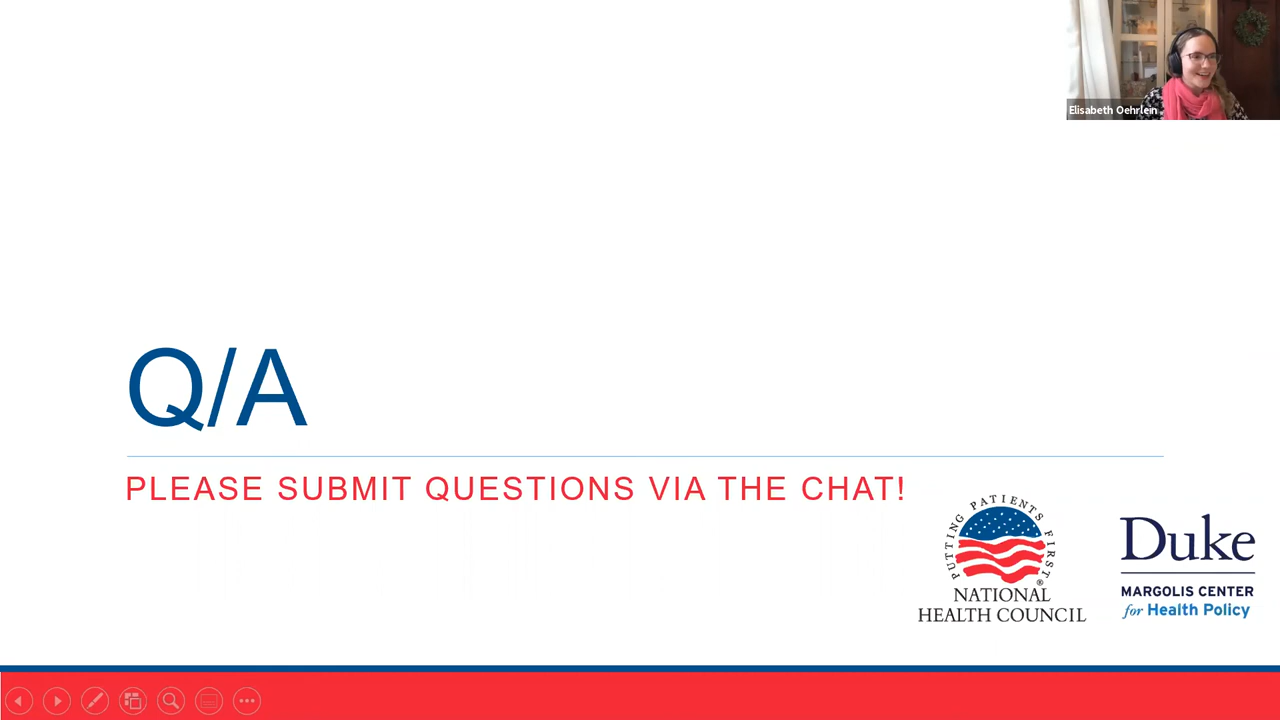 Elisabeth Oehrlein
Q/A
PLEASE SUBMIT QUESTIONS VIA THE CHAT!
PUTTING PATIENTS FIRST
®
NATIONAL
HEALTH COUNCIL
Duke
MARGOLIS CENTER
for Health Policy